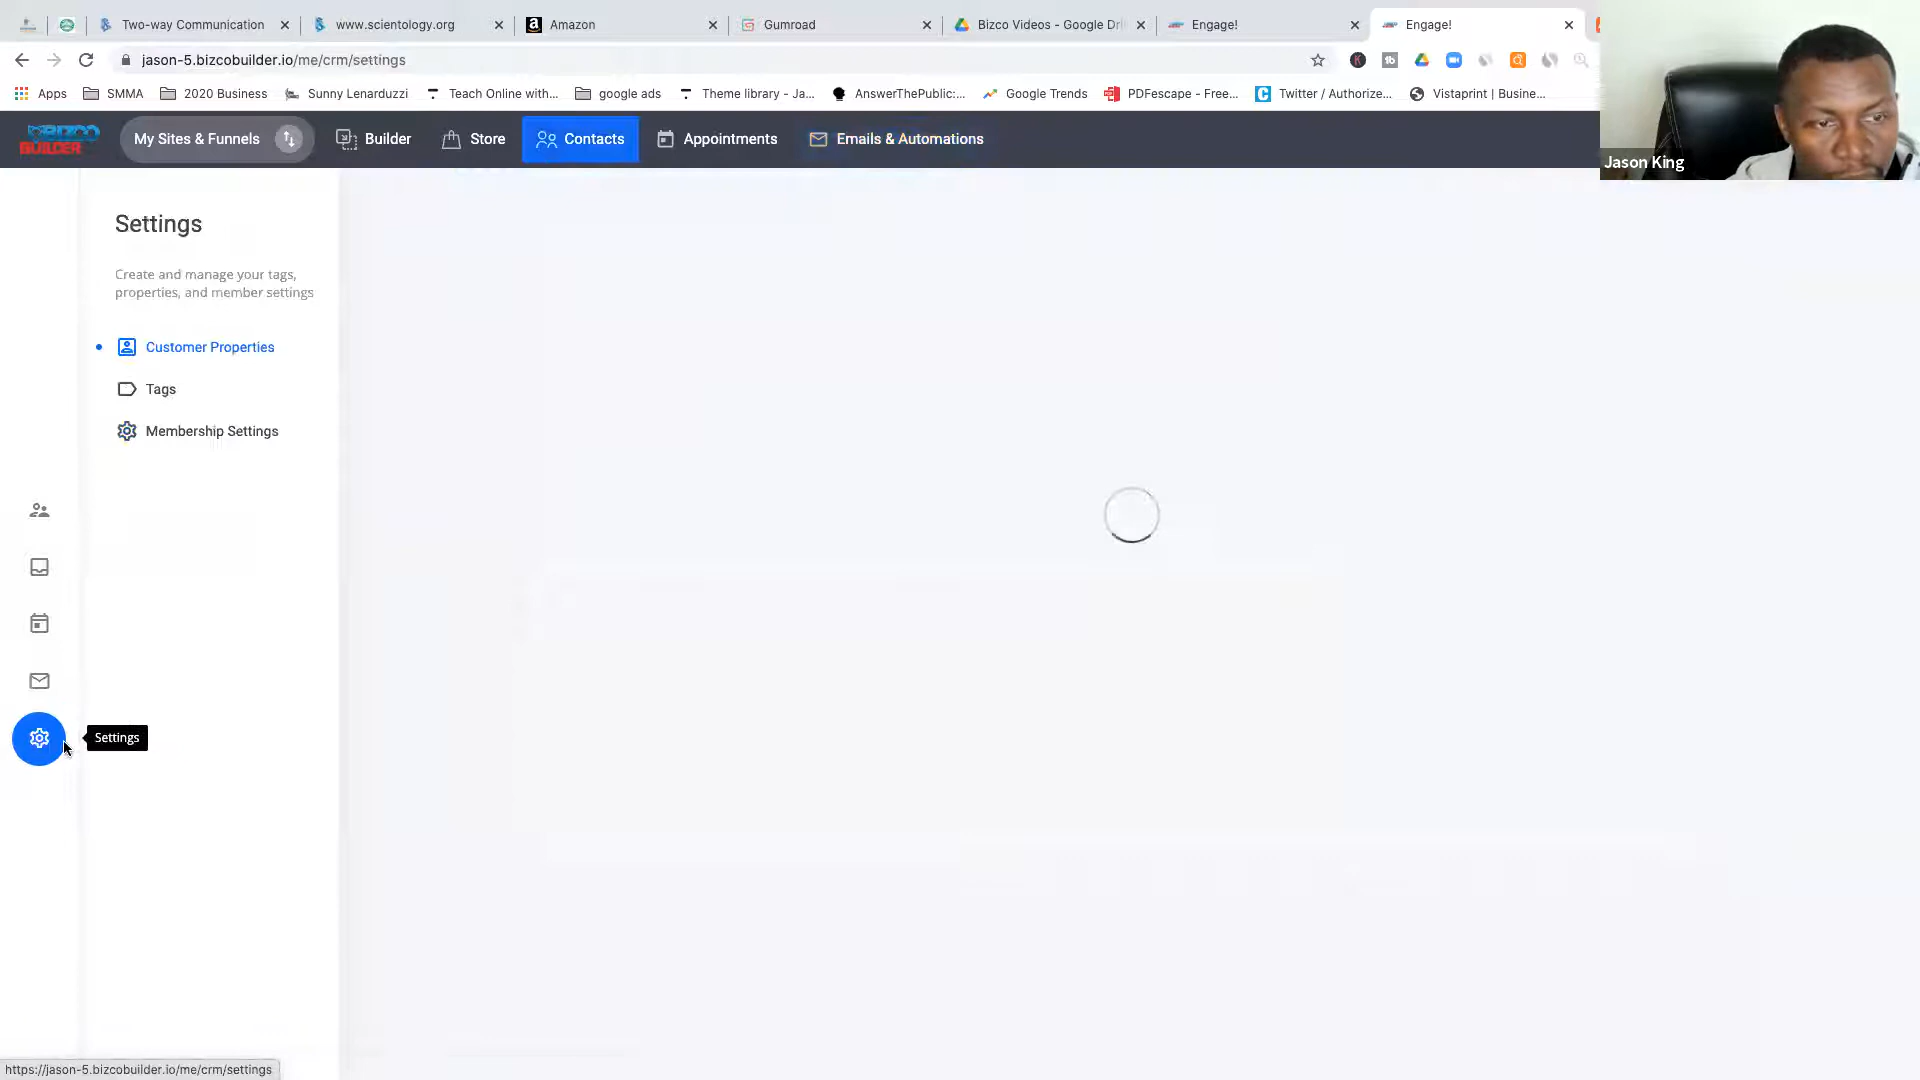 Two-way Communication
www.scientology.org
Amazon
Gumroad
Bizco Videos - Google Dri
Engage!
Engage!
jason-5.bizcobuilder.io/me/crm/settings
Apps
SMMA
2020 Business
Sunny Lenarduzzi
Teach Online with...
google ads
Theme library - Ja...
AnswerThePublic:...
Google Trends
PDFescape - Free...
Twitter / Authorize...
Vistaprint | Busine...
BIZCO BUILDER
My Sites & Funnels
Builder
Store
Contacts
Appointments
Emails & Automations
Jason King
Settings
Create and manage your tags,
properties, and member settings
Customer Properties
Tags
Membership Settings
Settings
https://jason-5.bizcobuilder.io/me/crm/settings